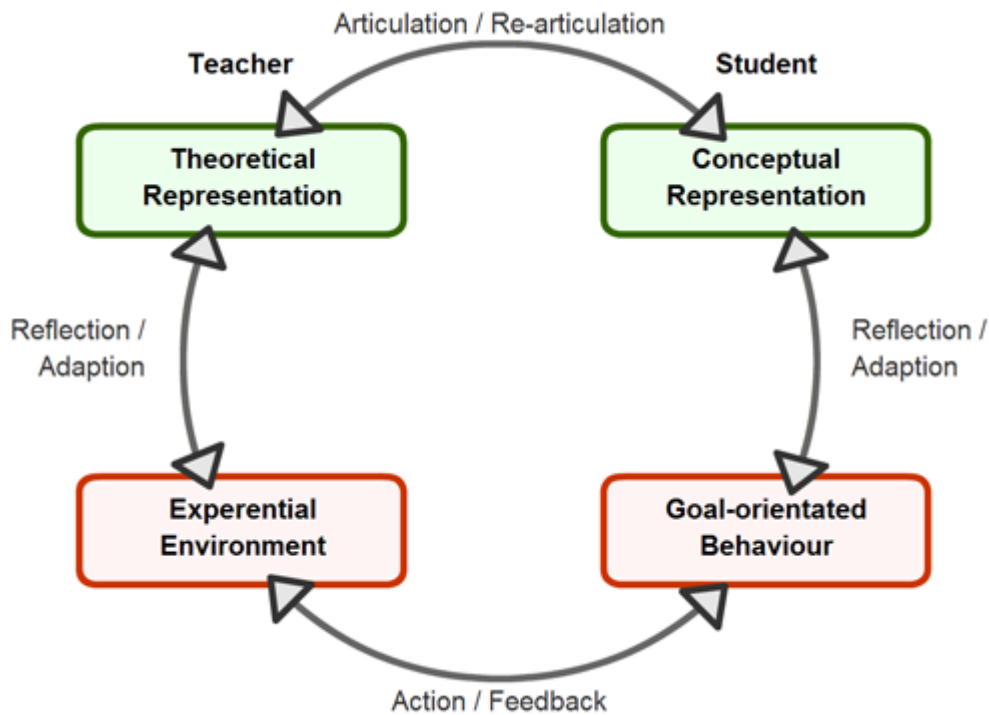 Articulation / Re-articulation
Teacher
Student
Theoretical
Representation
Conceptual
Representation
Reflection /
Adaption
Reflection /
Adaption
Experential
Environment
Goal-orientated
Behaviour
Action / Feedback